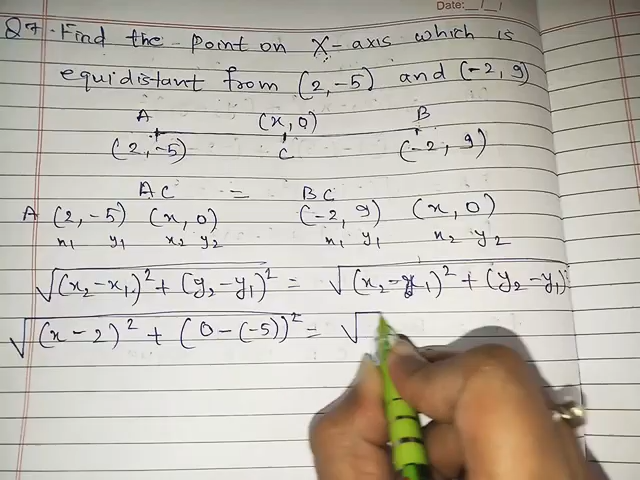 Date: / /
Q7. Find the point on X-axis which is
equidistant from (2,-5) and (-2, 9)
A (x, 0) B
(2, -5) C (-2, 9)
AC = BC
A (2, -5) (x, 0) (-2, 9) (x, 0)
x₁ y₁ x₂ y₂ x₁ y₁ x₂ y₂
√(x₂-x₁)² + (y₂-y₁)² = √(x₂-x₁)² + (y₂-y₁)²
√(x-2)² + (0-(-5))² = √